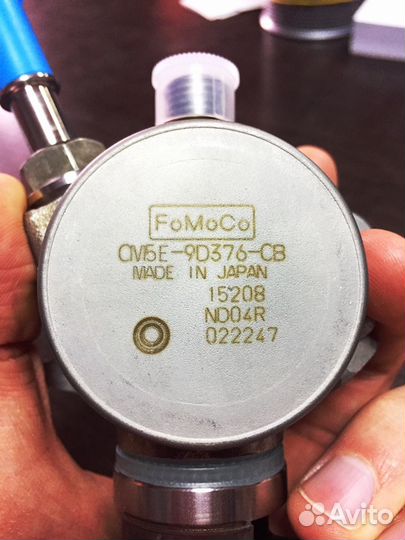 FoMoCo
CM5E-9D376-CB
MADE IN JAPAN
15208
ND04R
022247
Avito